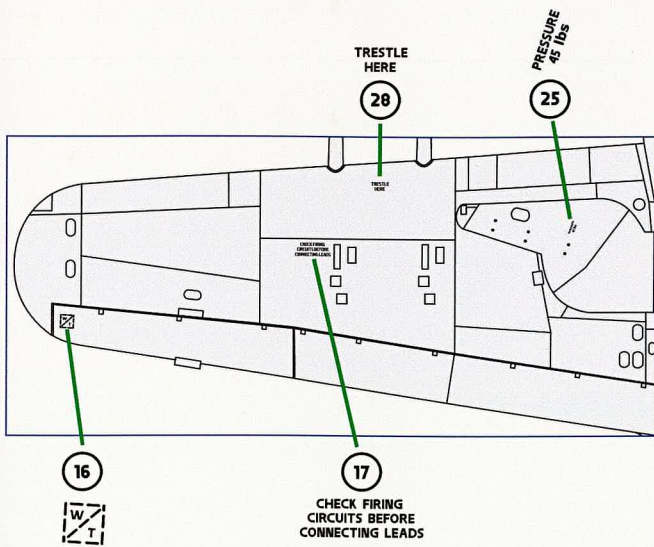 TRESTLE
HERE
28
PRESSURE
45 lbs
25
TRESTLE
HERE
CHECK FIRING
CIRCUITS BEFORE
CONNECTING LEADS
16
17
W
T
CHECK FIRING
CIRCUITS BEFORE
CONNECTING LEADS